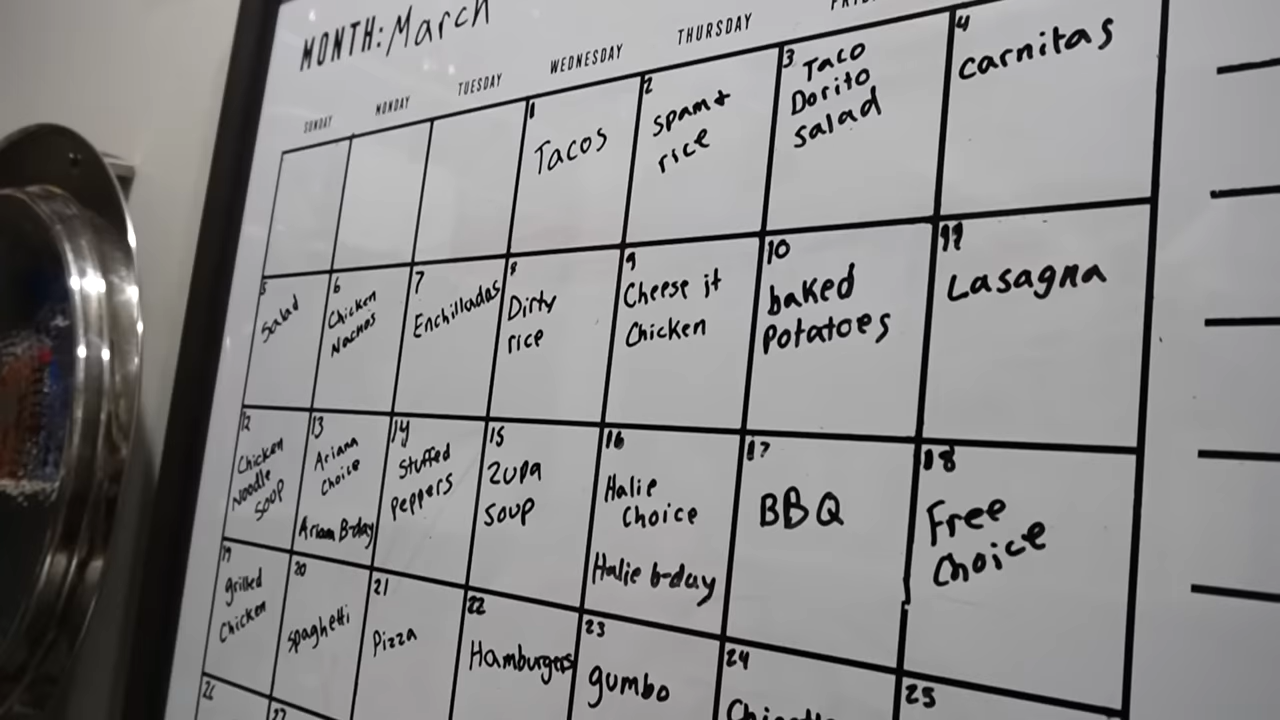 MONTH: March
SUNDAY
MONDAY
TUESDAY
WEDNESDAY
THURSDAY
1
Tacos
2
spam +
rice
3
Taco
Dorito
salad
4
carnitas
5
Salad
6
Chicken
Nachos
7
Enchilladas
8
Dirty
rice
9
Cheese it
Chicken
10
baked
Potatoes
11
Lasagna
12
Chicken
Noodle
Soup
13
Ariana
Choice
Ariana B-day
14
Stuffed
peppers
15
Zupa
Soup
16
Halie
Choice
Halie b-day
17
BBQ
18
Free
Choice
19
grilled
Chicken
20
spaghetti
21
Pizza
22
Hamburgers
23
gumbo
24
25
26
27